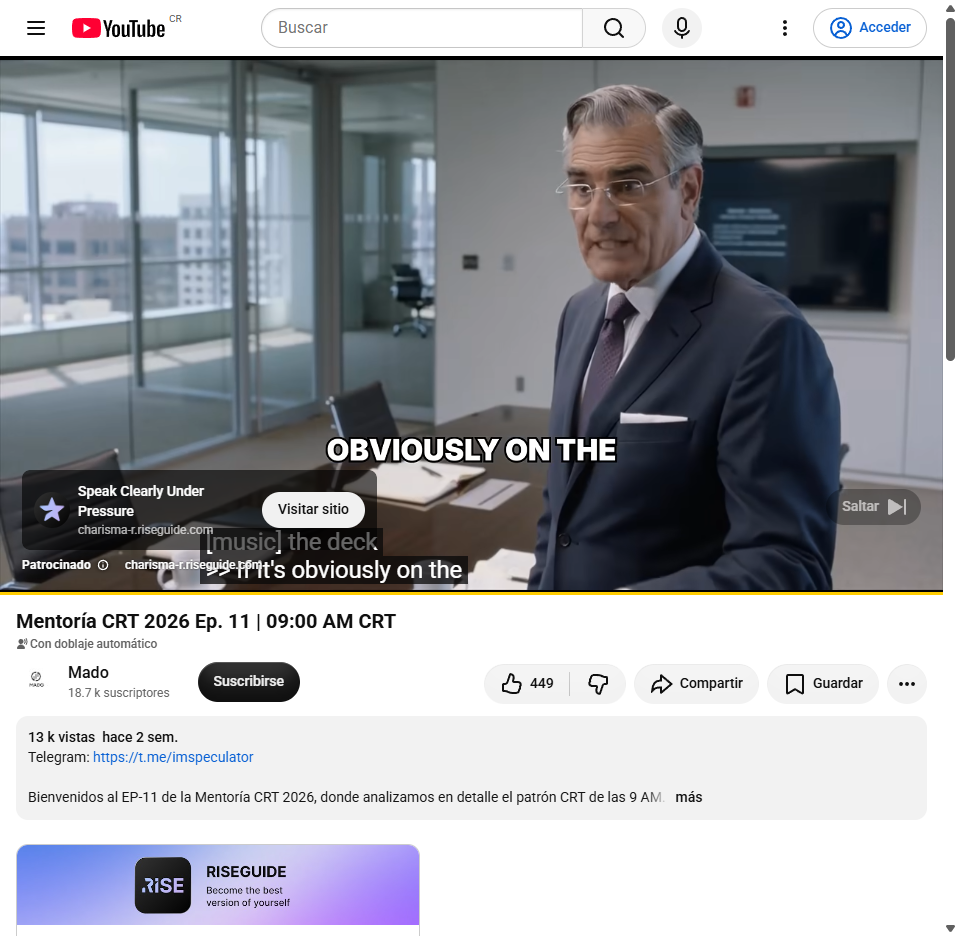 YouTube CR
Buscar
Acceder
OBVIOUSLY ON THE
Speak Clearly Under
Pressure
charisma-r.riseguide.com
Visitar sitio
Saltar
[music] the deck
>> If it's obviously on the
Patrocinado
charisma-r.riseguide.com
Mentoría CRT 2026 Ep. 11 | 09:00 AM CRT
Con doblaje automático
MADO
Mado
18.7 k suscriptores
Suscribirse
449
Compartir
Guardar
13 k vistas hace 2 sem.
Telegram: https://t.me/imspeculator
Bienvenidos al EP-11 de la Mentoría CRT 2026, donde analizamos en detalle el patrón CRT de las 9 AM. más
.RISE
RISEGUIDE
Become the best
version of yourself